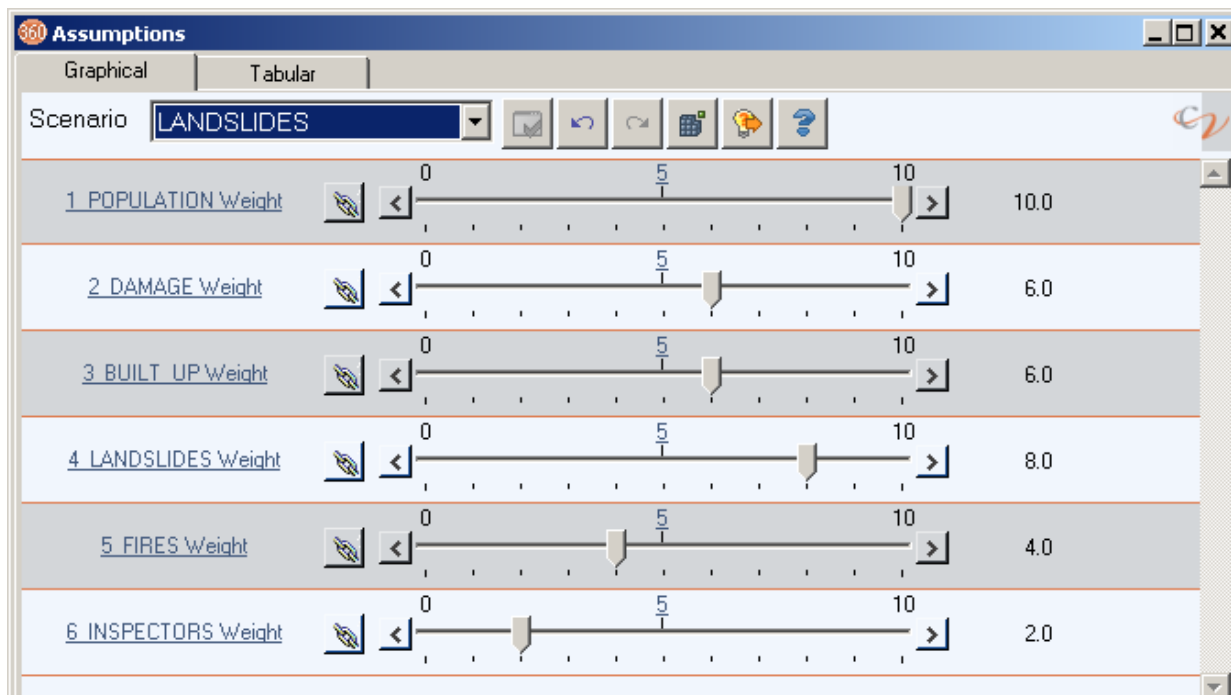 360 Assumptions
Graphical Tabular
Scenario LANDSLIDES
0 5 10
1 POPULATION Weight 10.0
0 5 10
2 DAMAGE Weight 6.0
0 5 10
3 BUILT UP Weight 6.0
0 5 10
4 LANDSLIDES Weight 8.0
0 5 10
5 FIRES Weight 4.0
0 5 10
6 INSPECTORS Weight 2.0